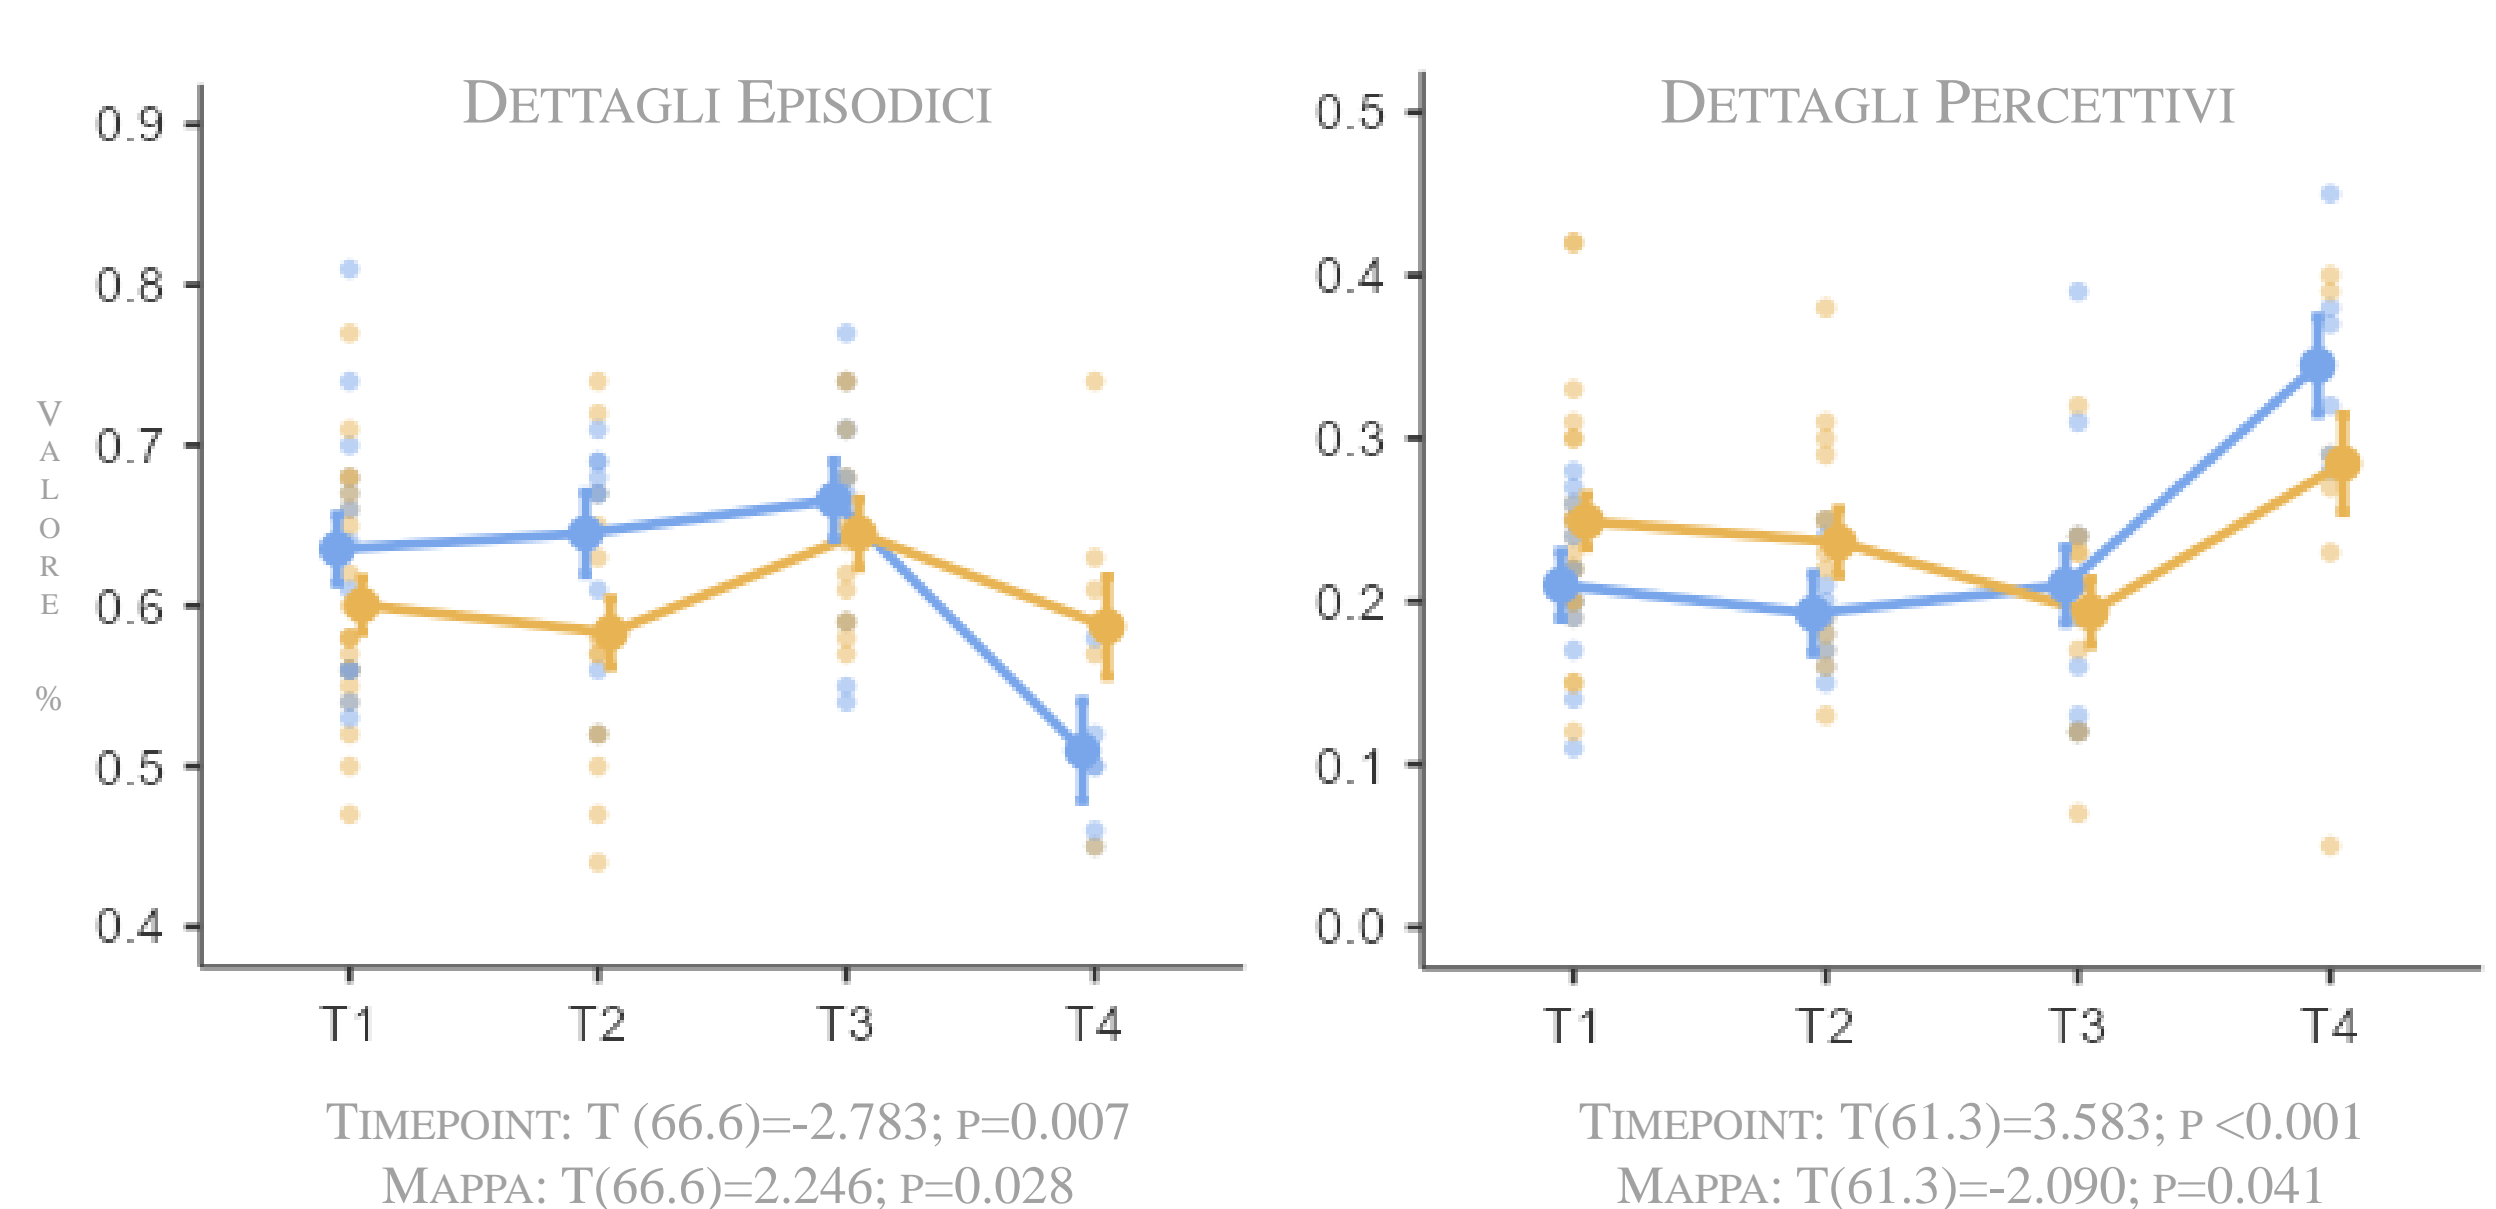 DETTAGLI EPISODICI
VALORE %
0.9
0.8
0.7
0.6
0.5
0.4
T1 T2 T3 T4
TIMEPOINT: T (66.6)=-2.783; P=0.007
MAPPA: T(66.6)=2.246; P=0.028
DETTAGLI PERCETTIVI
0.5
0.4
0.3
0.2
0.1
0.0
T1 T2 T3 T4
TIMEPOINT: T(61.3)=3.583; P <0.001
MAPPA: T(61.3)=-2.090; P=0.041